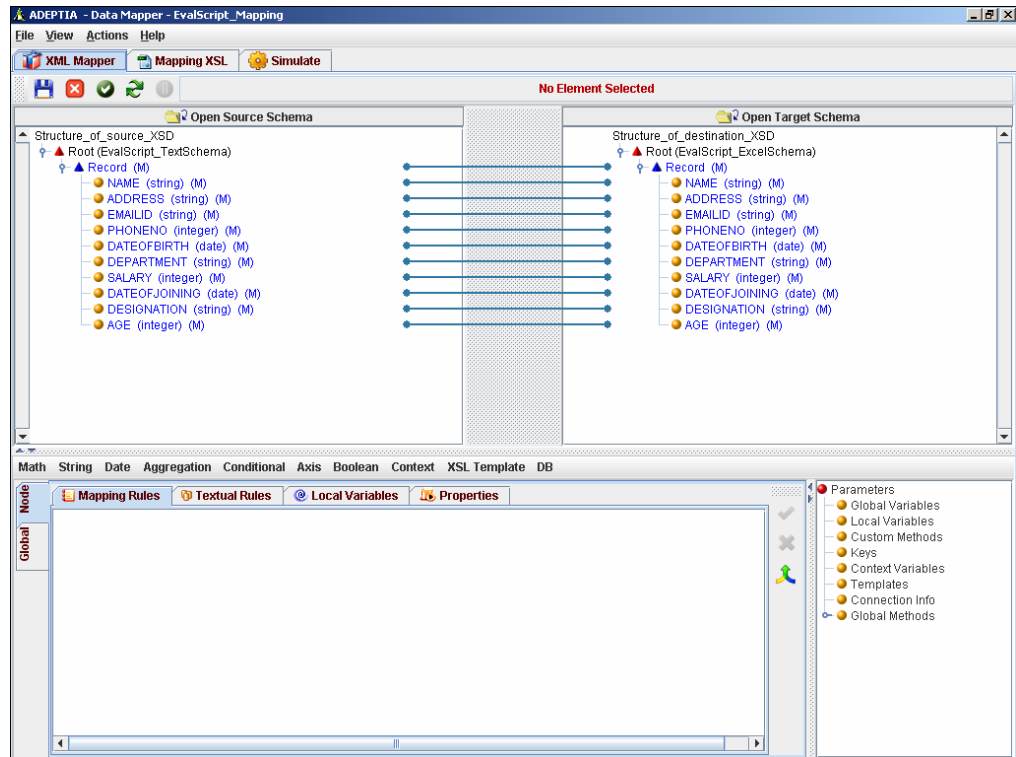 ADEPTIA - Data Mapper - EvalScript_Mapping
File View Actions Help
XML Mapper Mapping XSL Simulate
No Element Selected
Open Source Schema
Open Target Schema
Structure_of_source_XSD
Root (EvalScript_TextSchema)
Record (M)
NAME (string) (M)
ADDRESS (string) (M)
EMAILID (string) (M)
PHONENO (integer) (M)
DATEOFBIRTH (date) (M)
DEPARTMENT (string) (M)
SALARY (integer) (M)
DATEOFJOINING (date) (M)
DESIGNATION (string) (M)
AGE (integer) (M)
Structure_of_destination_XSD
Root (EvalScript_ExcelSchema)
Record (M)
NAME (string) (M)
ADDRESS (string) (M)
EMAILID (string) (M)
PHONENO (integer) (M)
DATEOFBIRTH (date) (M)
DEPARTMENT (string) (M)
SALARY (integer) (M)
DATEOFJOINING (date) (M)
DESIGNATION (string) (M)
AGE (integer) (M)
Math String Date Aggregation Conditional Axis Boolean Context XSL Template DB
Node
Global
Mapping Rules Textual Rules Local Variables Properties
Parameters
Global Variables
Local Variables
Custom Methods
Keys
Context Variables
Templates
Connection Info
Global Methods